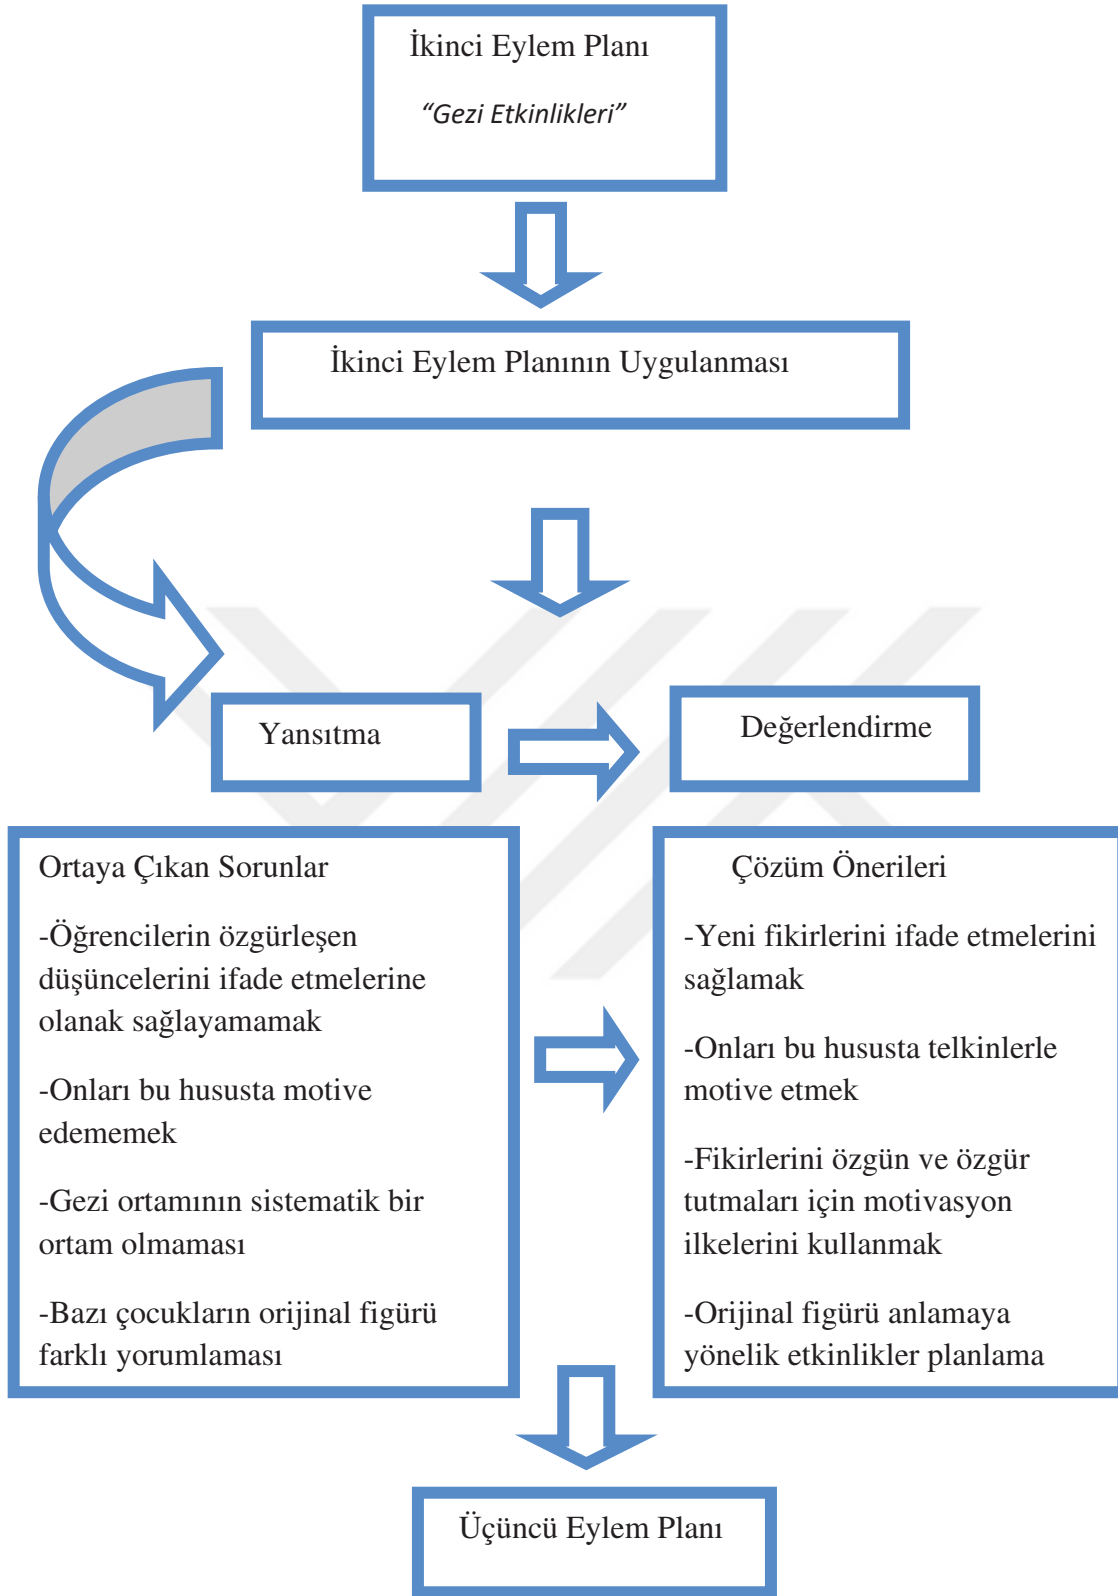 İkinci Eylem Planı
“Gezi Etkinlikleri”
İkinci Eylem Planının Uygulanması
Yansıtma
Değerlendirme
Ortaya Çıkan Sorunlar
-Öğrencilerin özgürleşen
düşüncelerini ifade etmelerine
olanak sağlayamamak
-Onları bu hususta motive
edememek
-Gezi ortamının sistematik bir
ortam olmaması
-Bazı çocukların orijinal figürü
farklı yorumlaması
Çözüm Önerileri
-Yeni fikirlerini ifade etmelerini
sağlamak
-Onları bu hususta telkinlerle
motive etmek
-Fikirlerini özgün ve özgür
tutmaları için motivasyon
ilkelerini kullanmak
-Orijinal figürü anlamaya
yönelik etkinlikler planlama
Üçüncü Eylem Planı